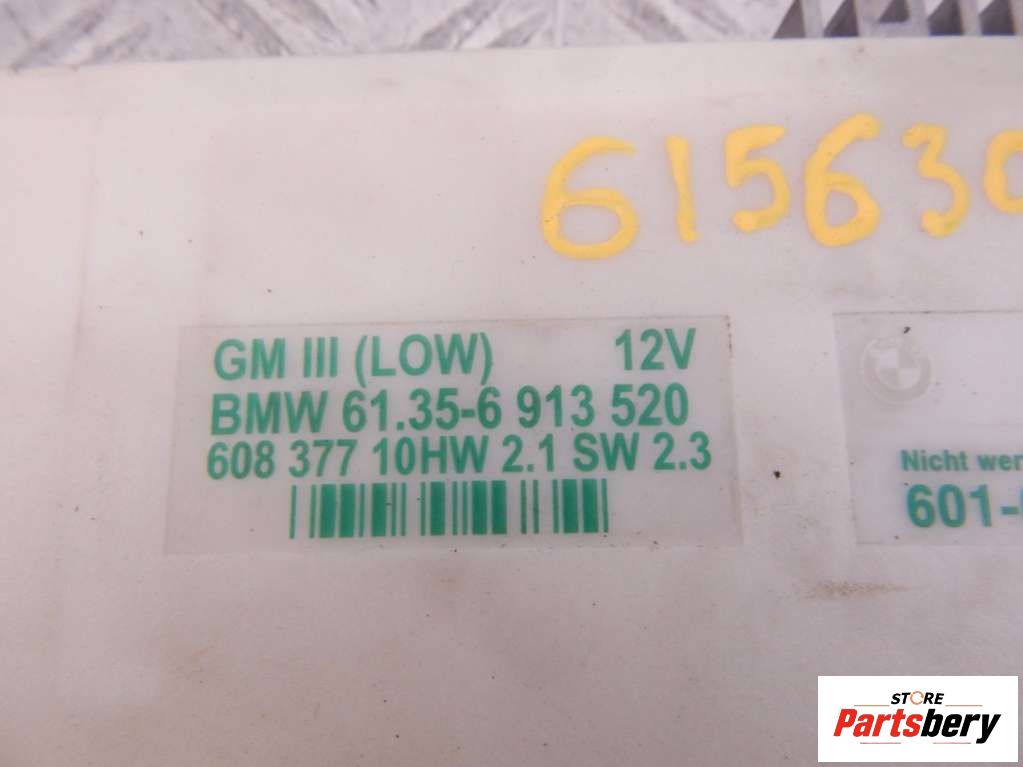 615630
GM III (LOW) 12V
BMW 61.35-6 913 520
608 377 10HW 2.1 SW 2.3
Nicht wer
601-
STORE
Partsbery